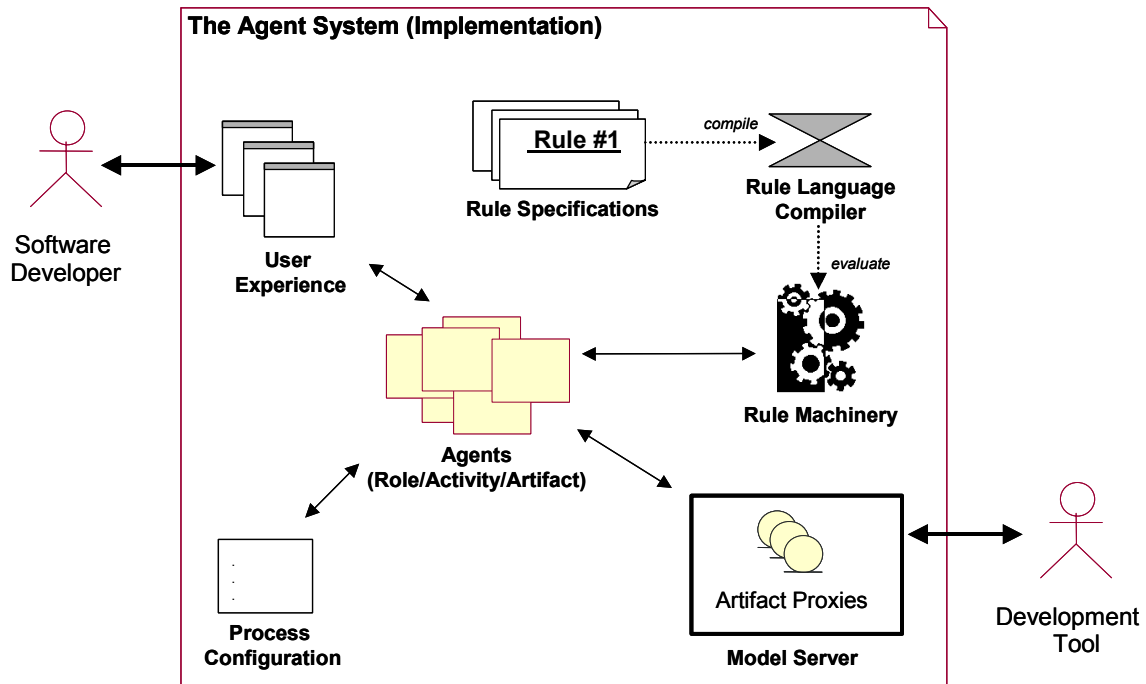 The Agent System (Implementation)
Rule #1
compile
Rule Specifications
Rule Language
Compiler
Software
Developer
User
Experience
evaluate
Rule Machinery
Agents
(Role/Activity/Artifact)
Artifact Proxies
Model Server
Process
Configuration
Development
Tool